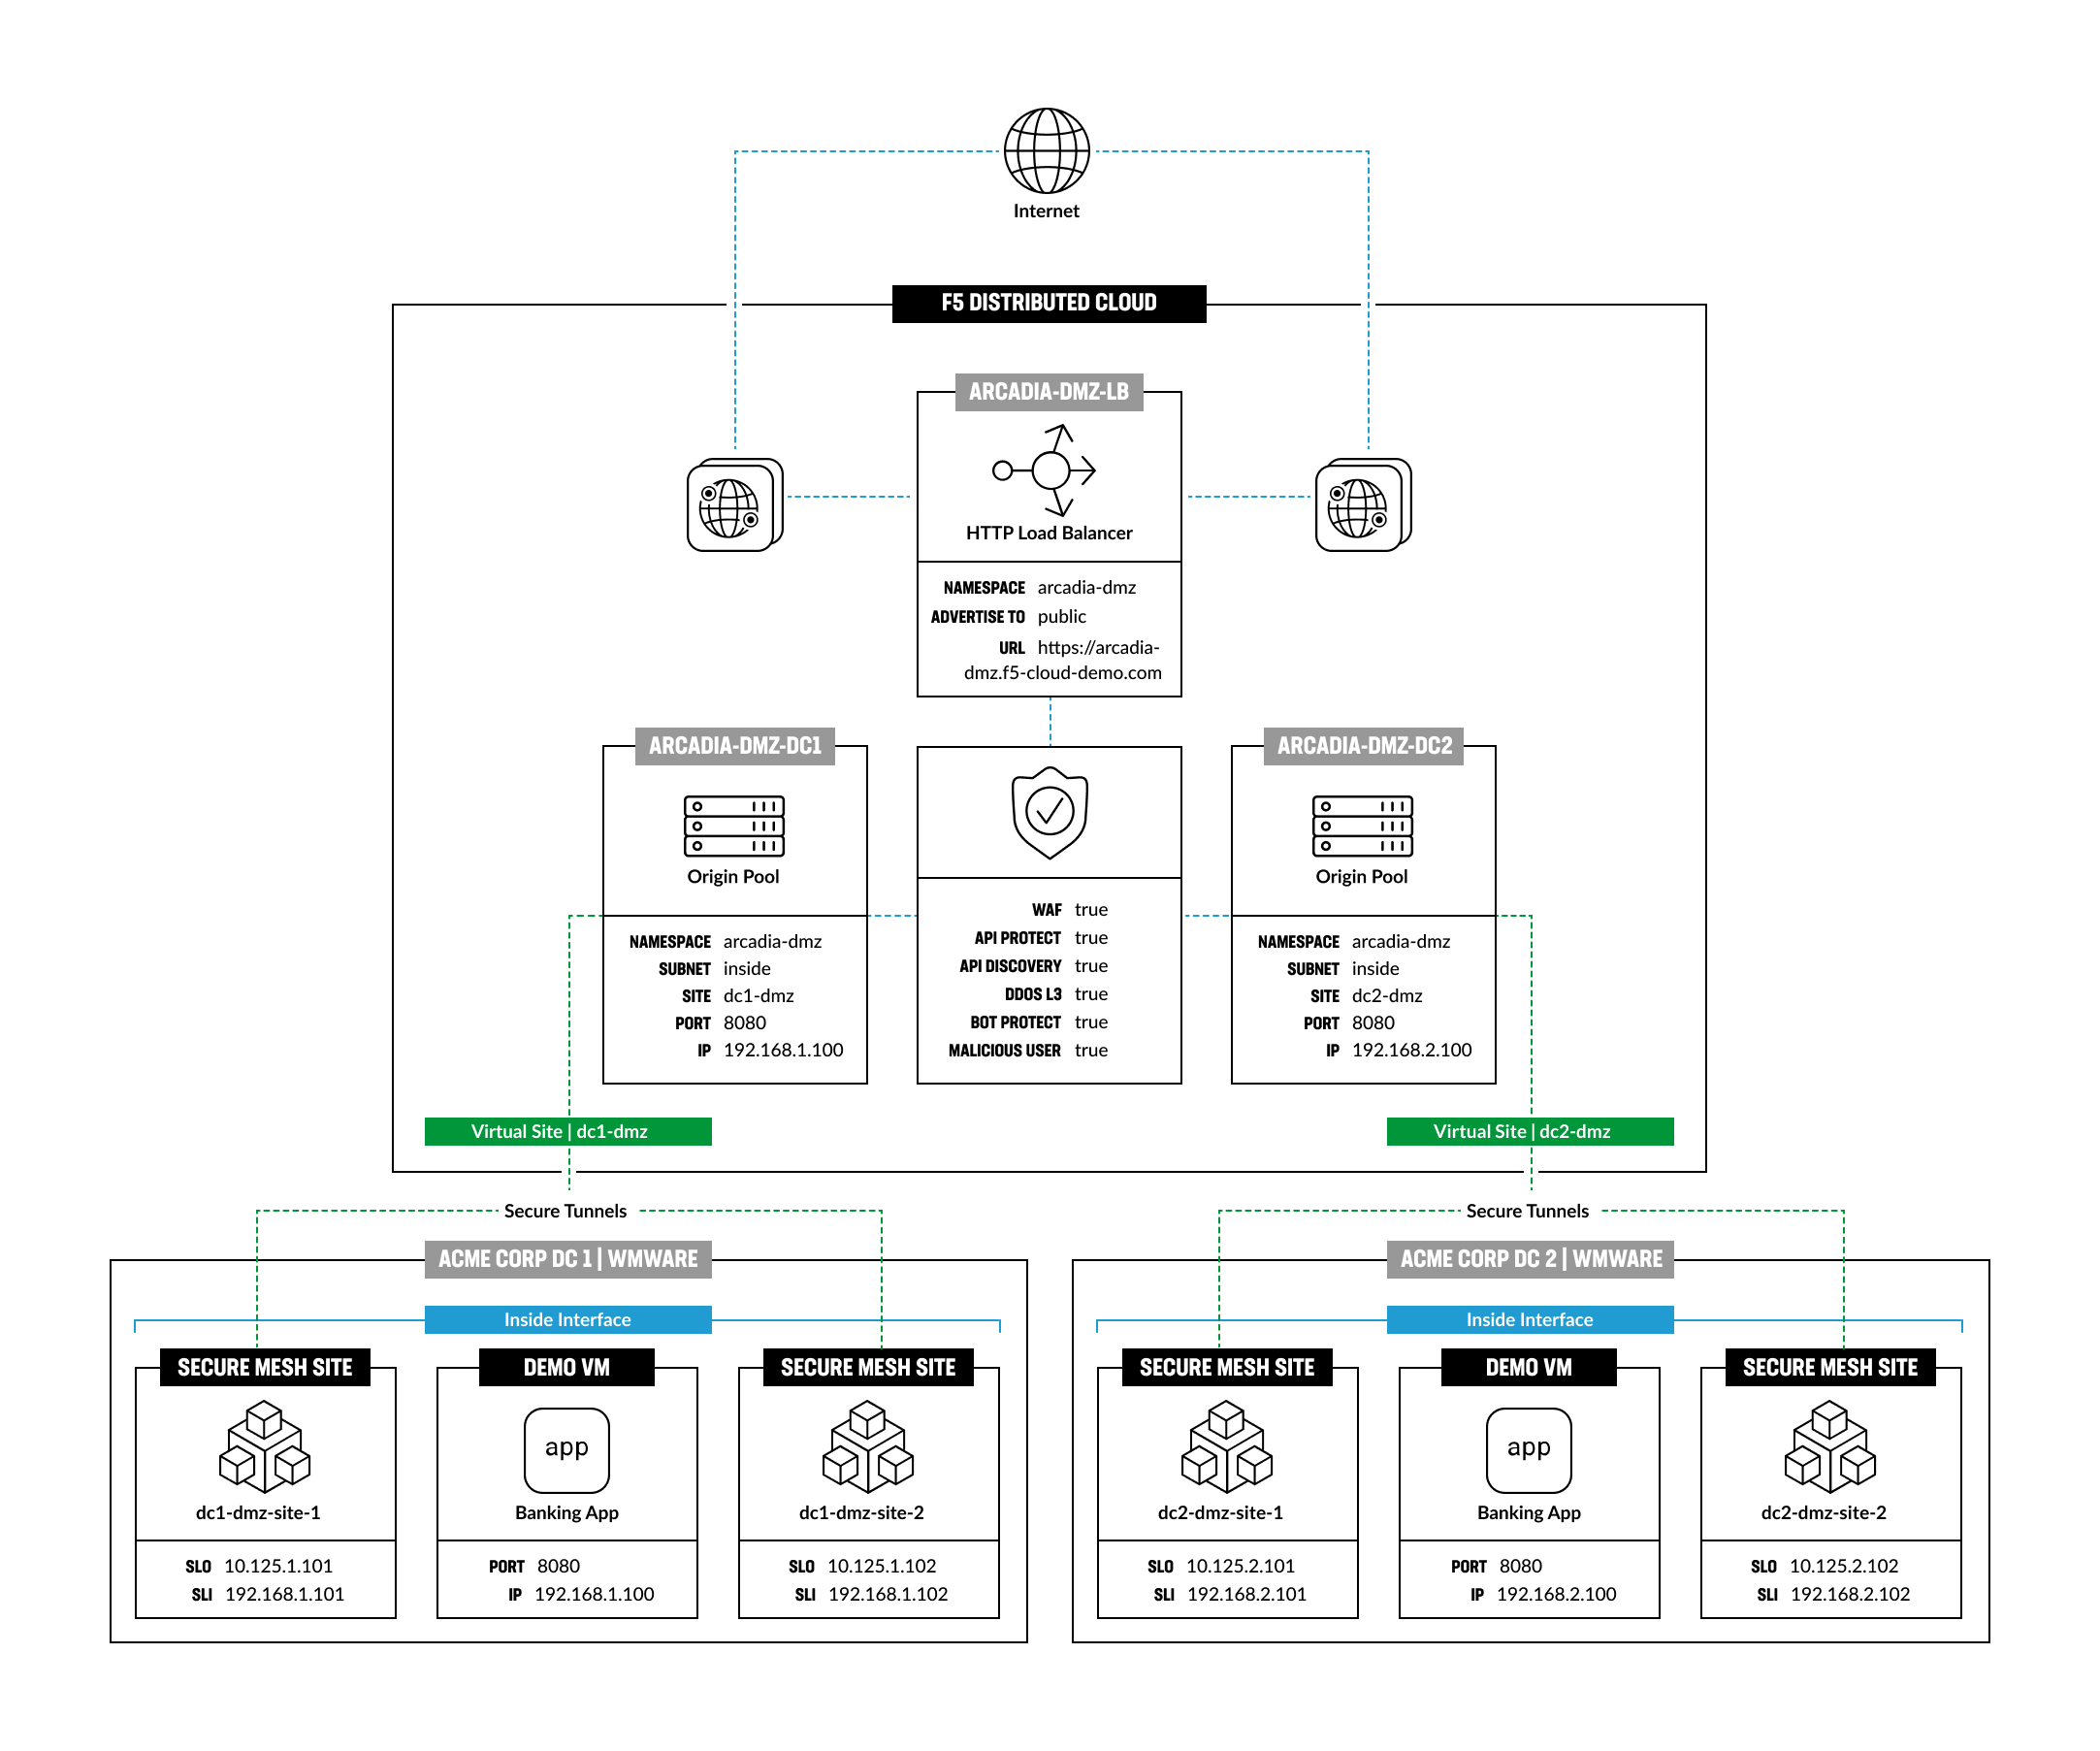 Internet
F5 DISTRIBUTED CLOUD
ARCADIA-DMZ-LB
HTTP Load Balancer
NAMESPACE arcadia-dmz
ADVERTISE TO public
URL https://arcadia-
dmz.f5-cloud-demo.com
ARCADIA-DMZ-DC1
Origin Pool
NAMESPACE arcadia-dmz
SUBNET inside
SITE dc1-dmz
PORT 8080
IP 192.168.1.100
WAF true
API PROTECT true
API DISCOVERY true
DDOS L3 true
BOT PROTECT true
MALICIOUS USER true
ARCADIA-DMZ-DC2
Origin Pool
NAMESPACE arcadia-dmz
SUBNET inside
SITE dc2-dmz
PORT 8080
IP 192.168.2.100
Virtual Site | dc1-dmz
Virtual Site | dc2-dmz
Secure Tunnels
Secure Tunnels
ACME CORP DC 1 | WMWARE
Inside Interface
SECURE MESH SITE
dc1-dmz-site-1
SLO 10.125.1.101
SLI 192.168.1.101
DEMO VM
app
Banking App
PORT 8080
IP 192.168.1.100
SECURE MESH SITE
dc1-dmz-site-2
SLO 10.125.1.102
SLI 192.168.1.102
ACME CORP DC 2 | WMWARE
Inside Interface
SECURE MESH SITE
dc2-dmz-site-1
SLO 10.125.2.101
SLI 192.168.2.101
DEMO VM
app
Banking App
PORT 8080
IP 192.168.2.100
SECURE MESH SITE
dc2-dmz-site-2
SLO 10.125.2.102
SLI 192.168.2.102